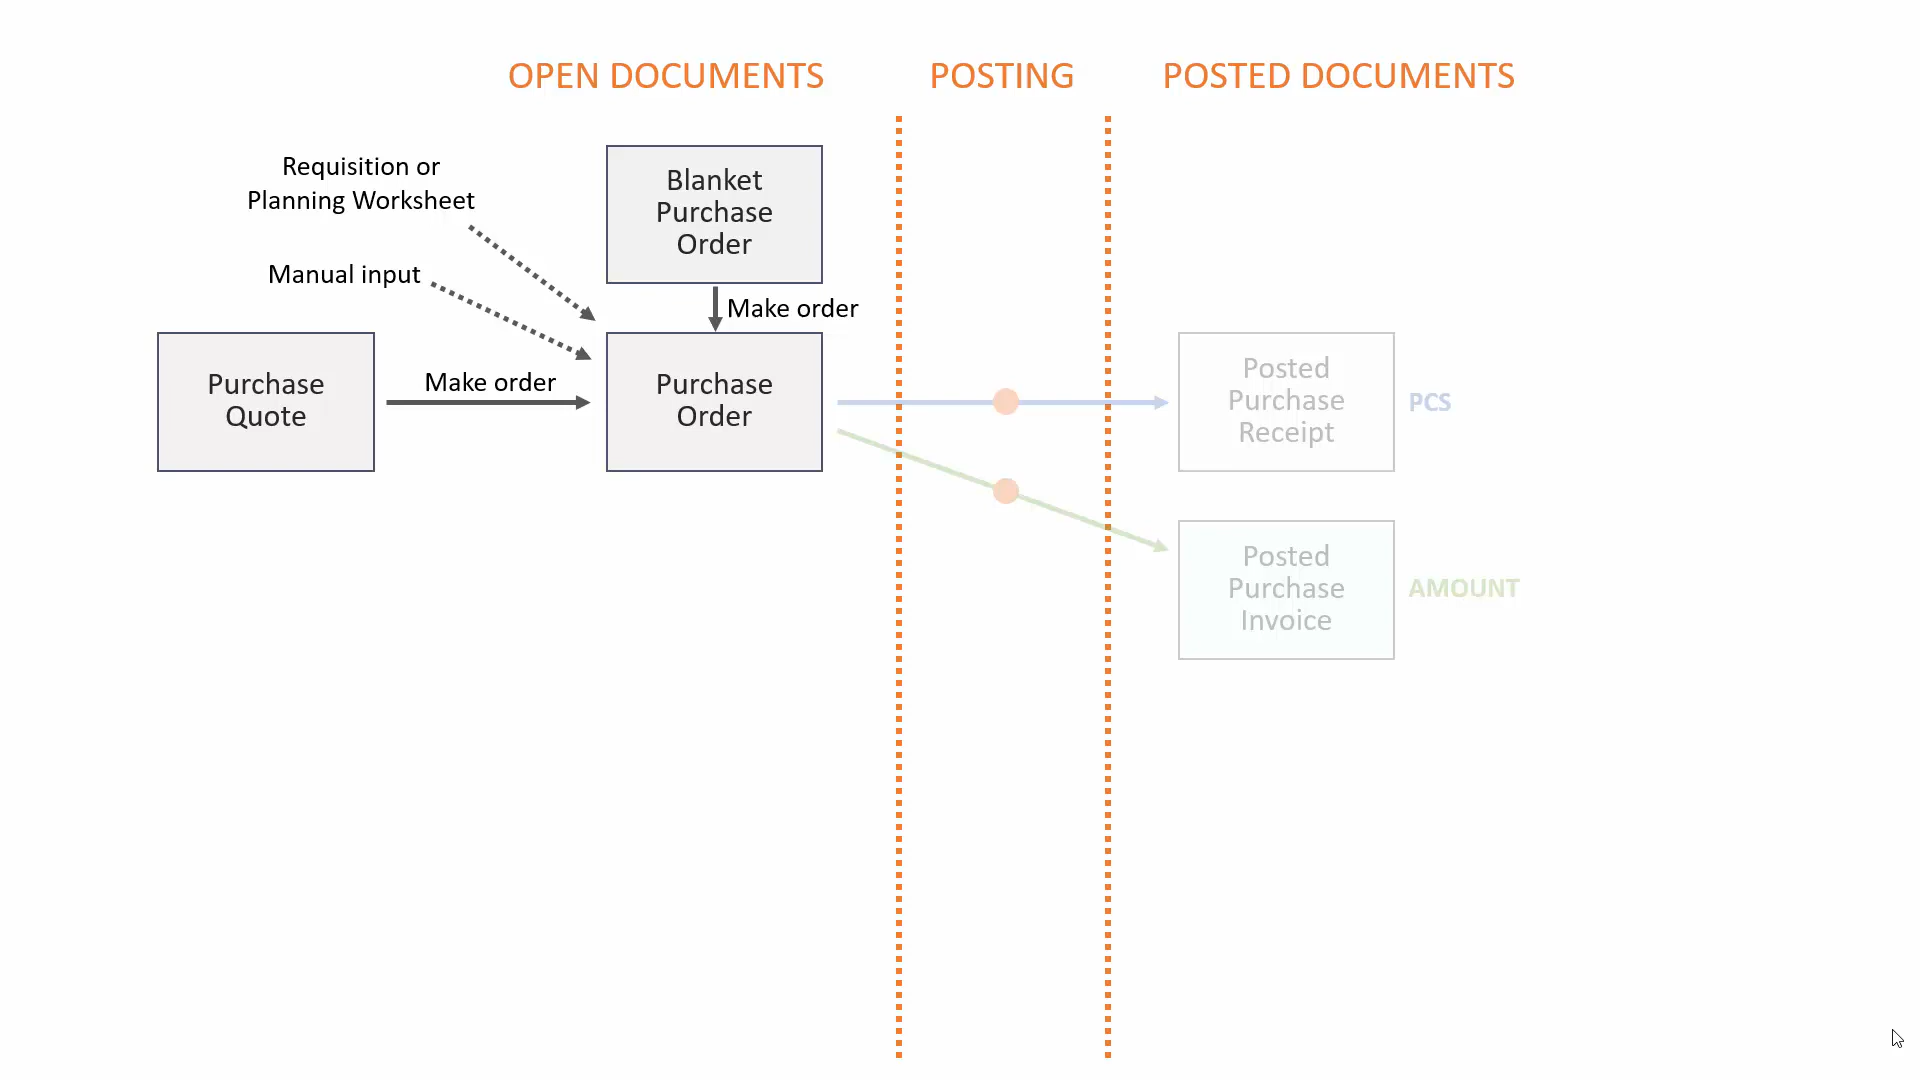 OPEN DOCUMENTS
POSTING
POSTED DOCUMENTS
Requisition or
Planning Worksheet
Manual input
Blanket
Purchase
Order
Make order
Purchase
Quote
Make order
Purchase
Order
Posted
Purchase
Receipt
PCS
Posted
Purchase
Invoice
AMOUNT